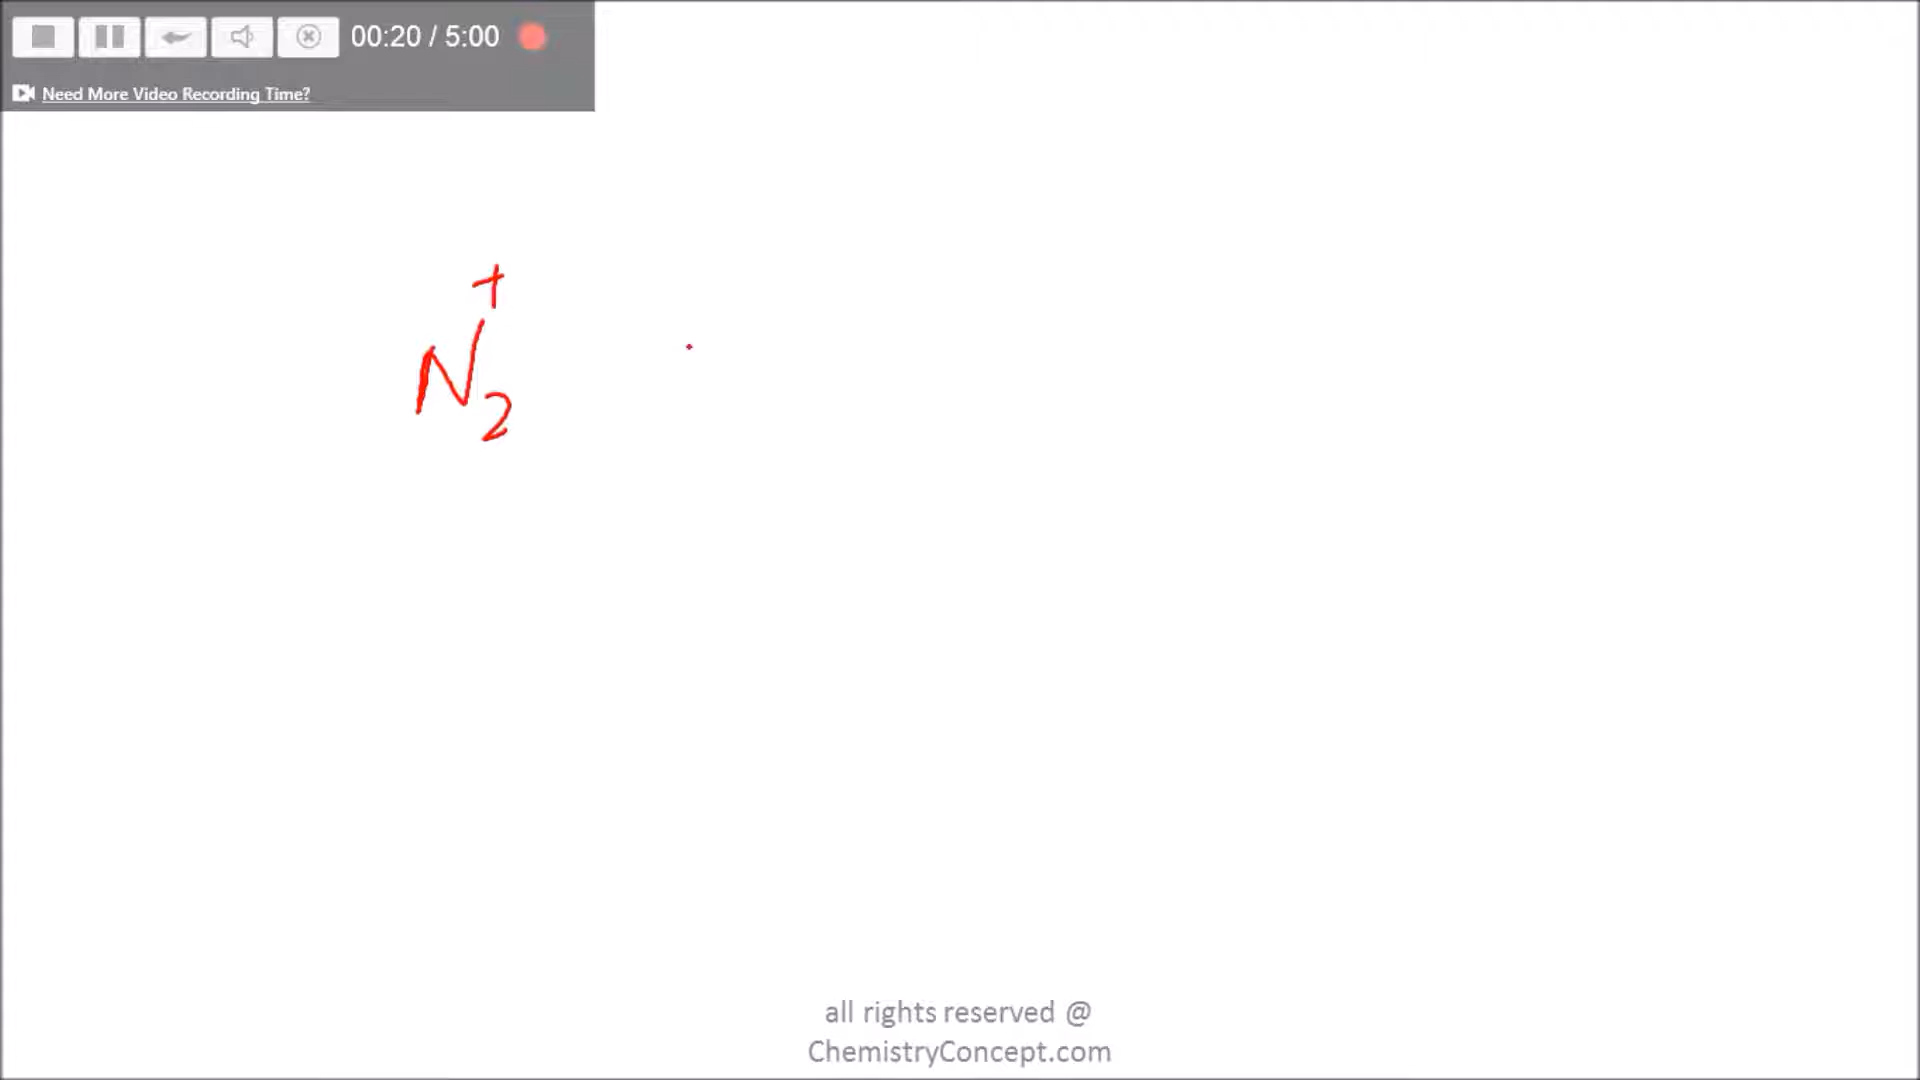 00:20 / 5:00
Need More Video Recording Time?
N₂⁺
all rights reserved @
ChemistryConcept.com